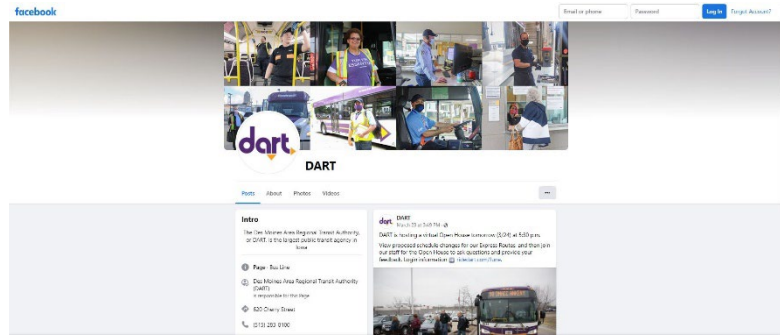 facebook
Email or phone
Password
Log In
Forgot Account?
dart
DART
Posts
About
Photos
Videos
Intro
The Des Moines Area Regional Transit Authority,
or DART, is the largest public transit agency in
Iowa
Page · Bus Line
Des Moines Area Regional Transit Authority
(DART)
is responsible for this Page
620 Cherry Street
dart
DART
DART is hosting a virtual Open House tomorrow (3/24) at 5:30 p.m.
View proposed schedule changes for our Express Routes, and then join
our staff for the Open House to ask questions and provide your
feedback. Login information